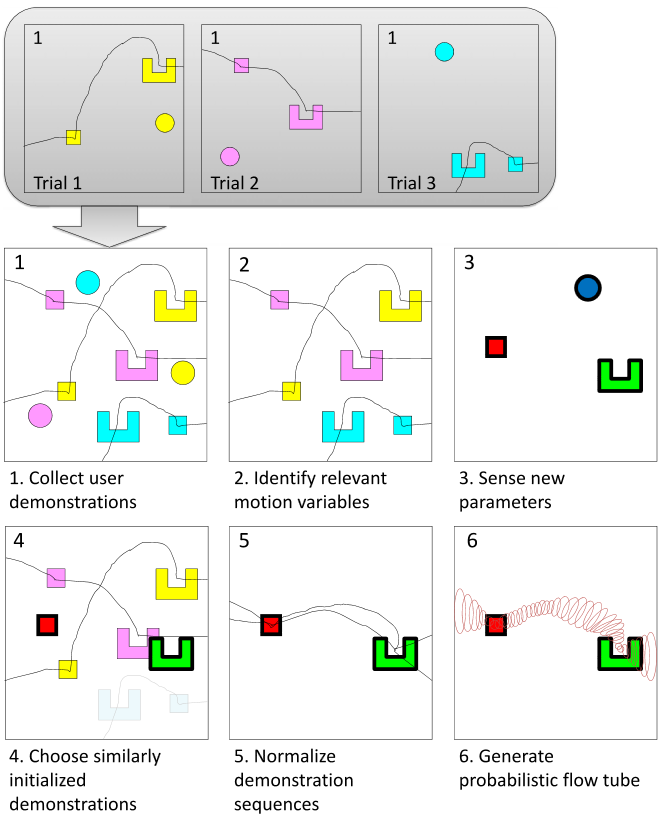 1
1
1
Trial 1
Trial 2
Trial 3
1
2
3
1. Collect user
demonstrations
2. Identify relevant
motion variables
3. Sense new
parameters
4
5
6
4. Choose similarly
initialized
demonstrations
5. Normalize
demonstration
sequences
6. Generate
probabilistic flow tube